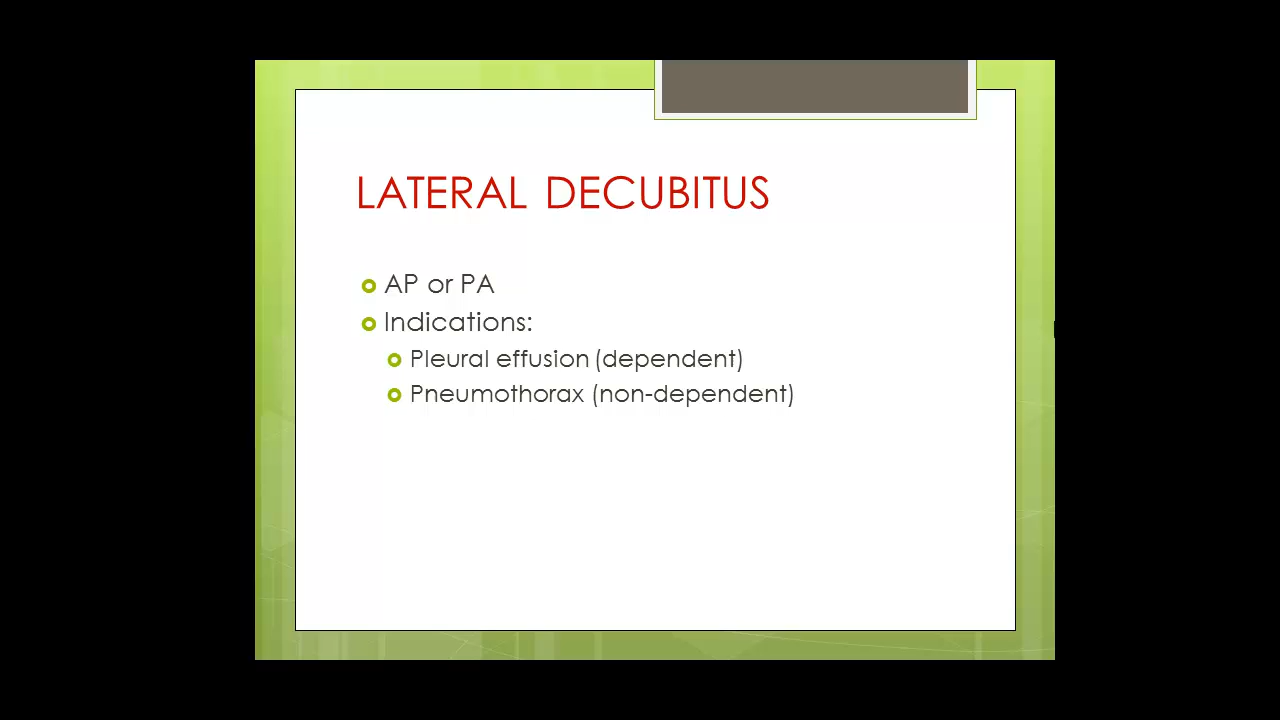 LATERAL DECUBITUS
AP or PA
Indications:
Pleural effusion (dependent)
Pneumothorax (non-dependent)